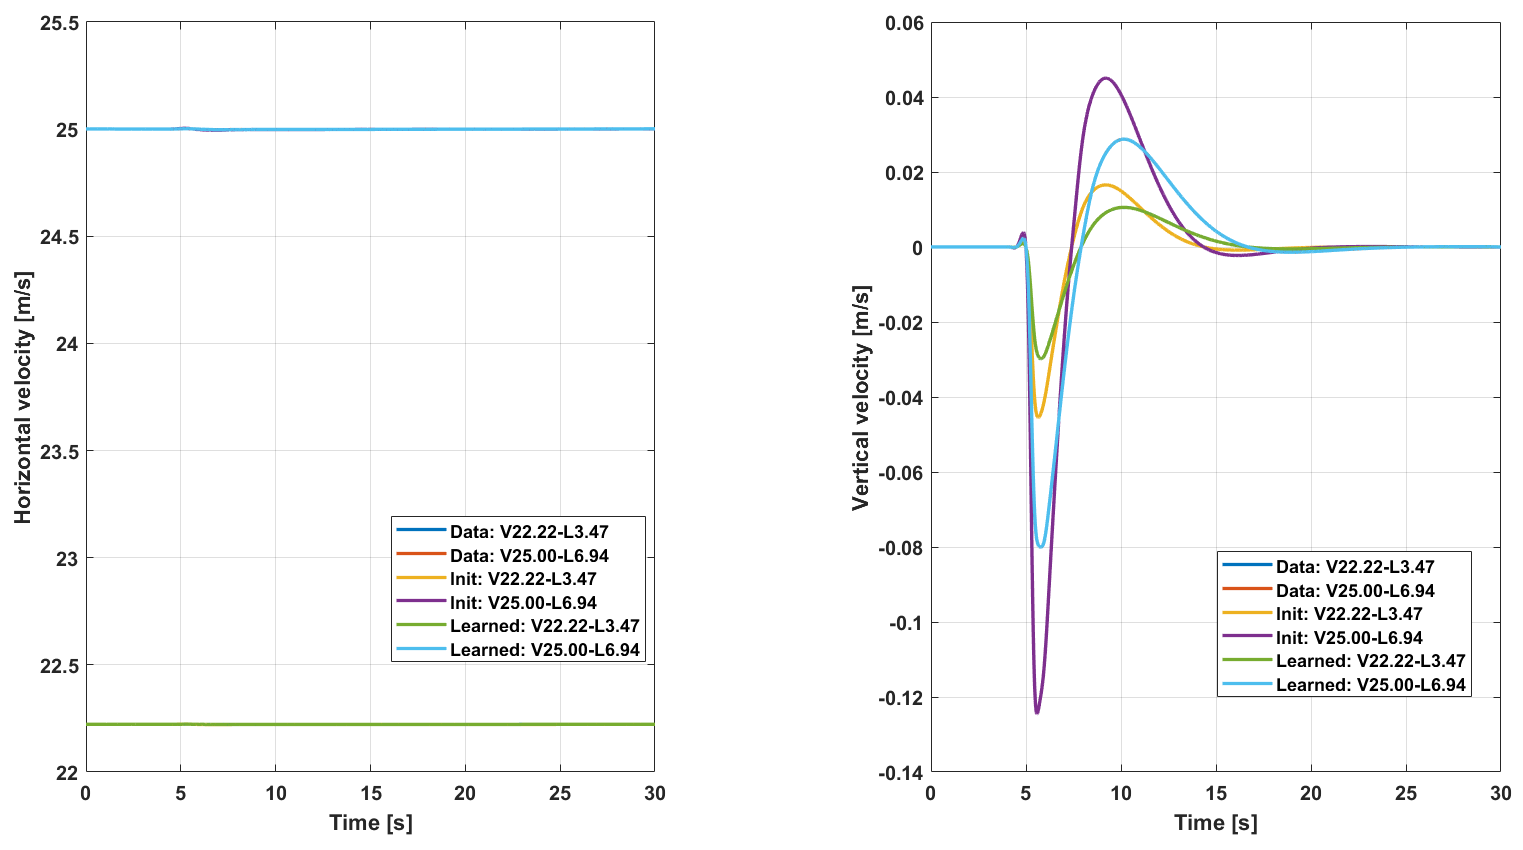 25.5
25
24.5
24
23.5
23
22.5
22
0
5
10
15
20
25
30
Horizontal velocity [m/s]
Time [s]
Data: V22.22-L3.47
Data: V25.00-L6.94
Init: V22.22-L3.47
Init: V25.00-L6.94
Learned: V22.22-L3.47
Learned: V25.00-L6.94
0.06
0.04
0.02
0
-0.02
-0.04
-0.06
-0.08
-0.1
-0.12
-0.14
0
5
10
15
20
25
30
Vertical velocity [m/s]
Time [s]
Data: V22.22-L3.47
Data: V25.00-L6.94
Init: V22.22-L3.47
Init: V25.00-L6.94
Learned: V22.22-L3.47
Learned: V25.00-L6.94